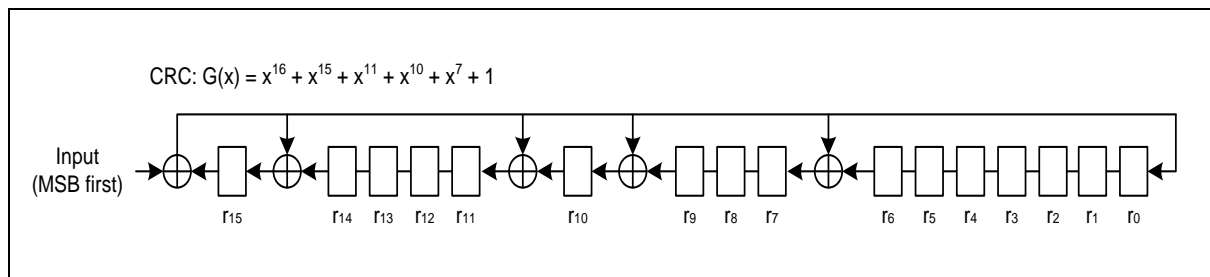 CRC: G(x) = x¹⁶ + x¹⁵ + x¹¹ + x¹⁰ + x⁷ + 1
Input
(MSB first)
r₁₅ r₁₄ r₁₃ r₁₂ r₁₁ r₁₀ r₉ r₈ r₇ r₆ r₅ r₄ r₃ r₂ r₁ r₀